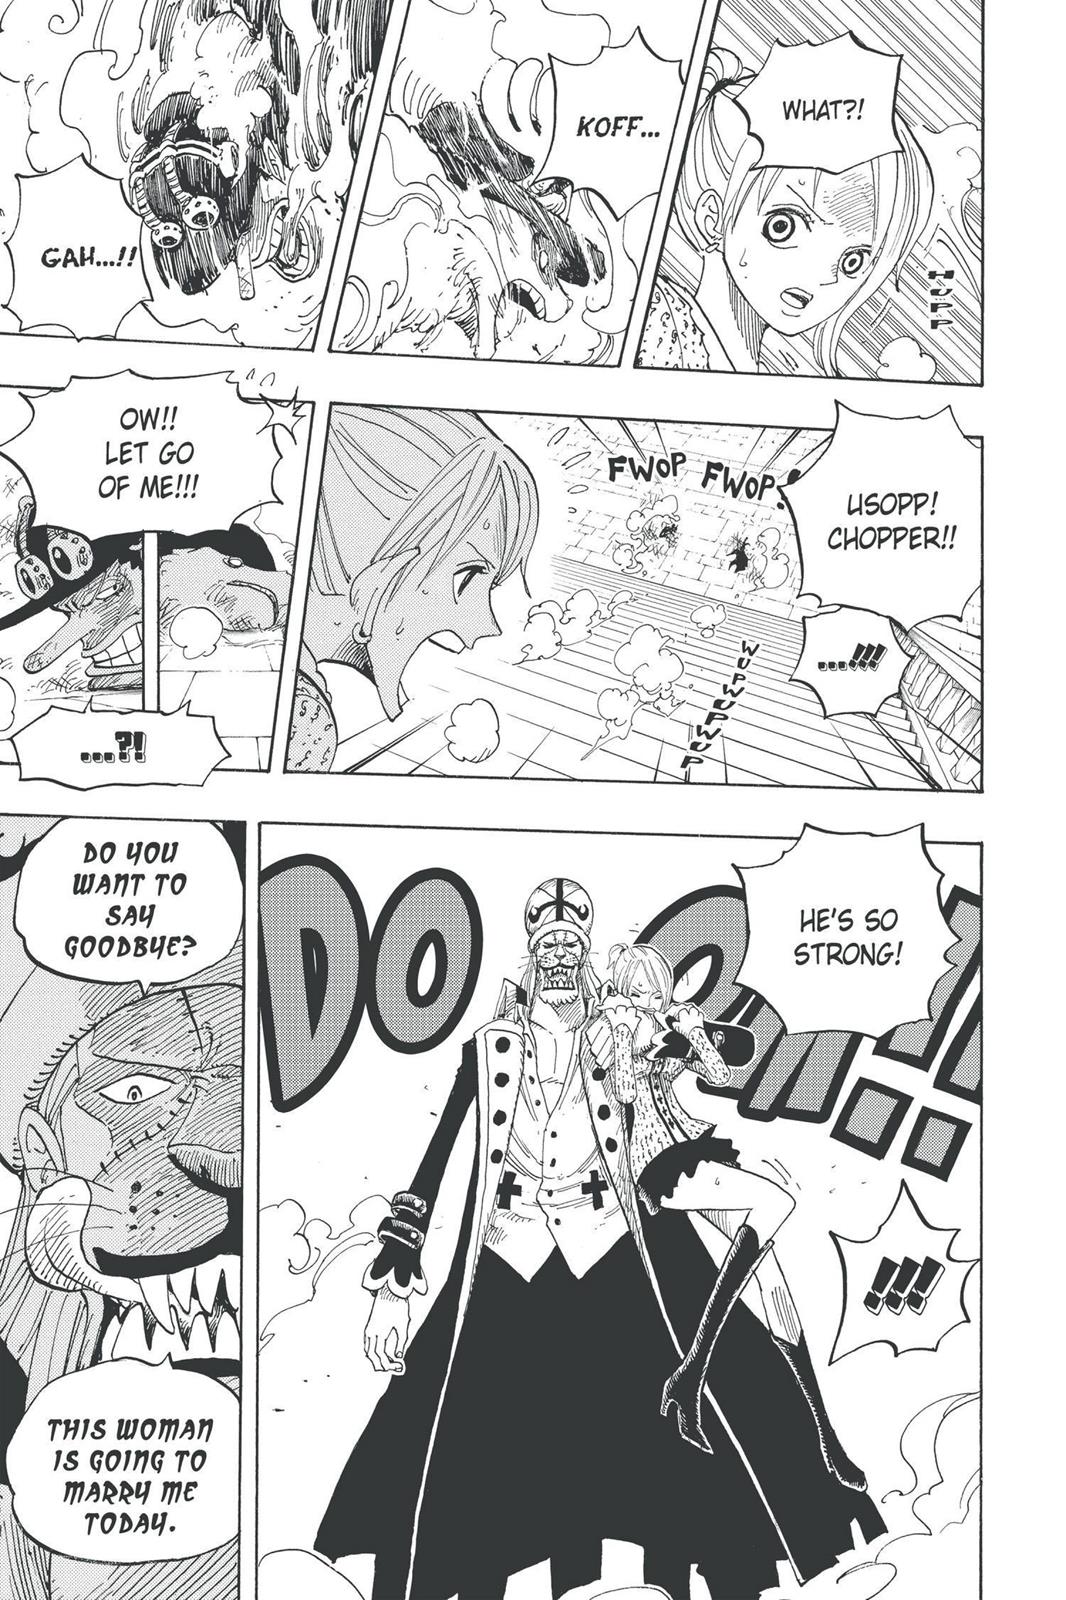 WHAT?!
WUPP
KOFF...
GAH...!!
USOPP!
CHOPPER!!
...!!!
FWOP FWOP!
WUPWUPWUP
OW!!
LET GO
OF ME!!!
...?!
HE'S SO
STRONG!
!!!
DO
DO YOU
WANT TO
SAY
GOODBYE?
THIS WOMAN
IS GOING TO
MARRY ME
TODAY.